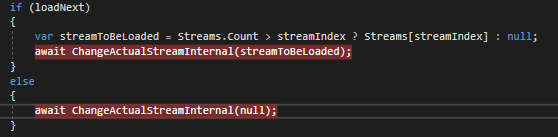 if (loadNext)
{
var streamToBeLoaded = Streams.Count > streamIndex ? Streams[streamIndex] : null;
await ChangeActualStreamInternal(streamToBeLoaded);
}
else
{
await ChangeActualStreamInternal(null);
}